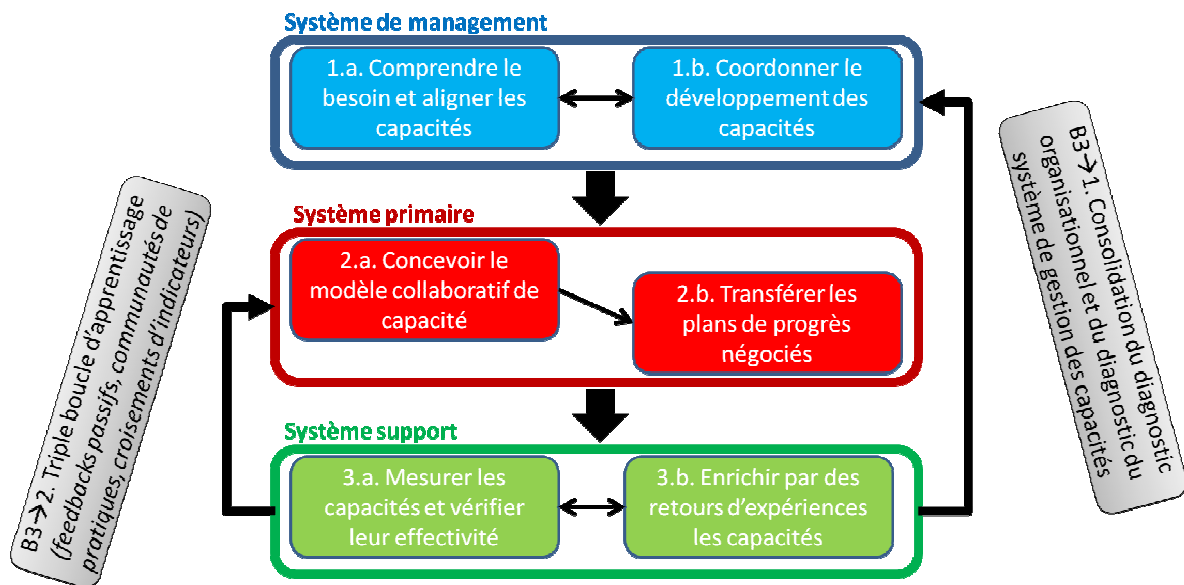 Système de management
1.a. Comprendre le
besoin et aligner les
capacités
1.b. Coordonner le
développement des
capacités
Système primaire
2.a. Concevoir le
modèle collaboratif de
capacité
2.b. Transférer les
plans de progrès
négociés
Système support
3.a. Mesurer les
capacités et vérifier
leur effectivité
3.b. Enrichir par des
retours d'expériences
les capacités
B3→2. Triple boucle d'apprentissage
(feedbacks passifs, communautés de
pratiques, croisements d'indicateurs)
B3→1. Consolidation du diagnostic
organisationnel et du diagnostic du
système de gestion des capacités